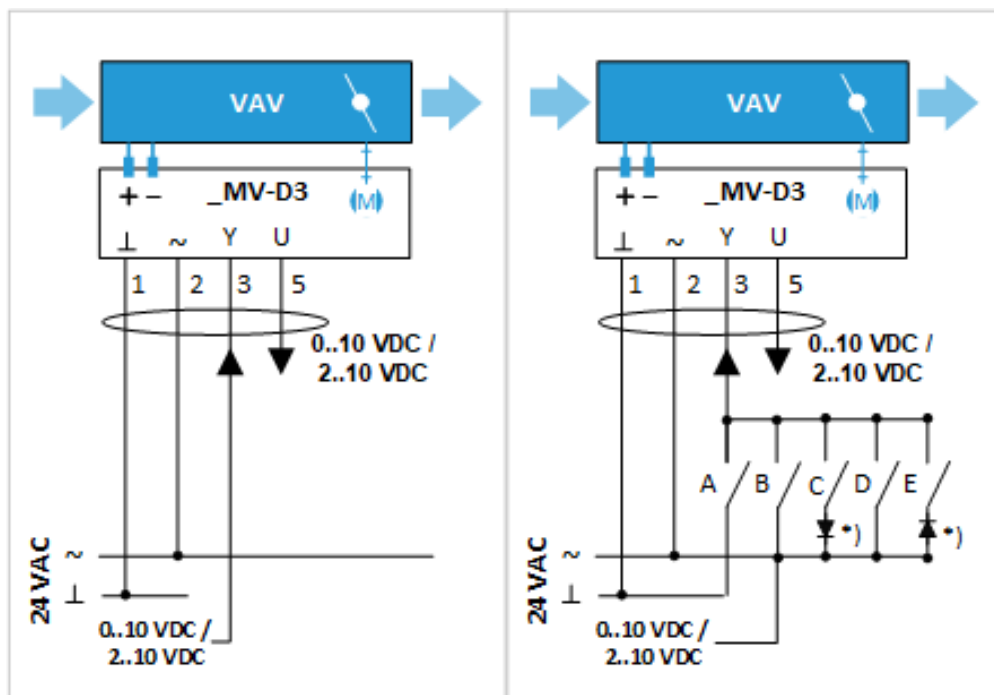 VAV
+ − _MV-D3 (M)
⊥ ~ Y U
1 2 3 5
0..10 VDC /
2..10 VDC
24 VAC
~
⊥
0..10 VDC /
2..10 VDC
VAV
+ − _MV-D3 (M)
⊥ ~ Y U
1 2 3 5
0..10 VDC /
2..10 VDC
A B C D E
*) *)
24 VAC
~
⊥
0..10 VDC /
2..10 VDC